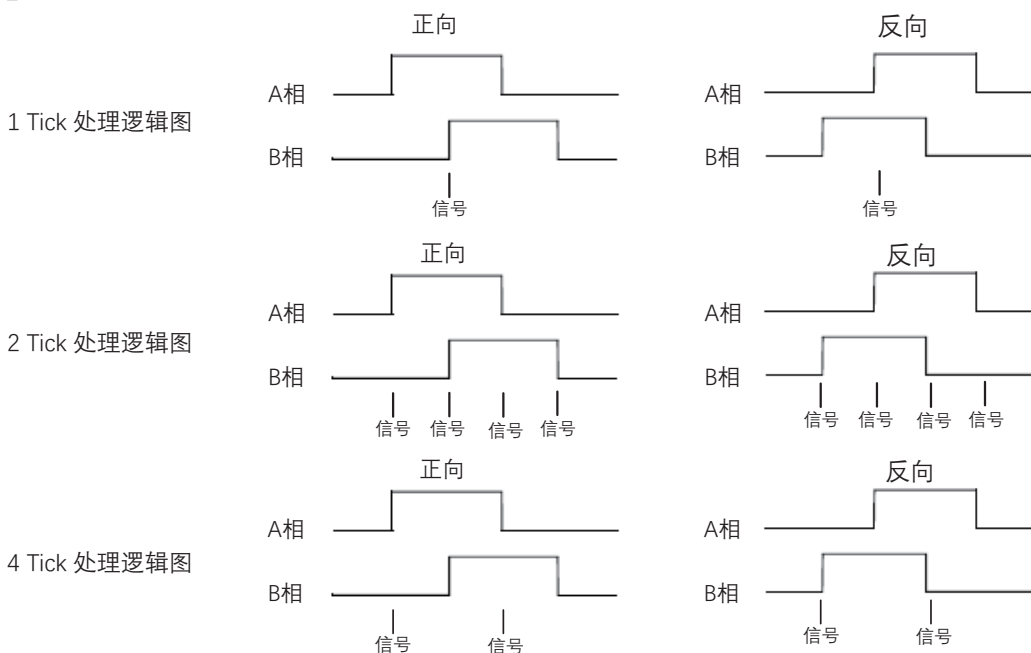 正向
反向
A相
A相
1 Tick 处理逻辑图
B相
B相
信号
信号
正向
反向
A相
A相
2 Tick 处理逻辑图
B相
B相
信号 信号 信号 信号
信号 信号 信号 信号
正向
反向
A相
A相
4 Tick 处理逻辑图
B相
B相
信号 信号
信号 信号